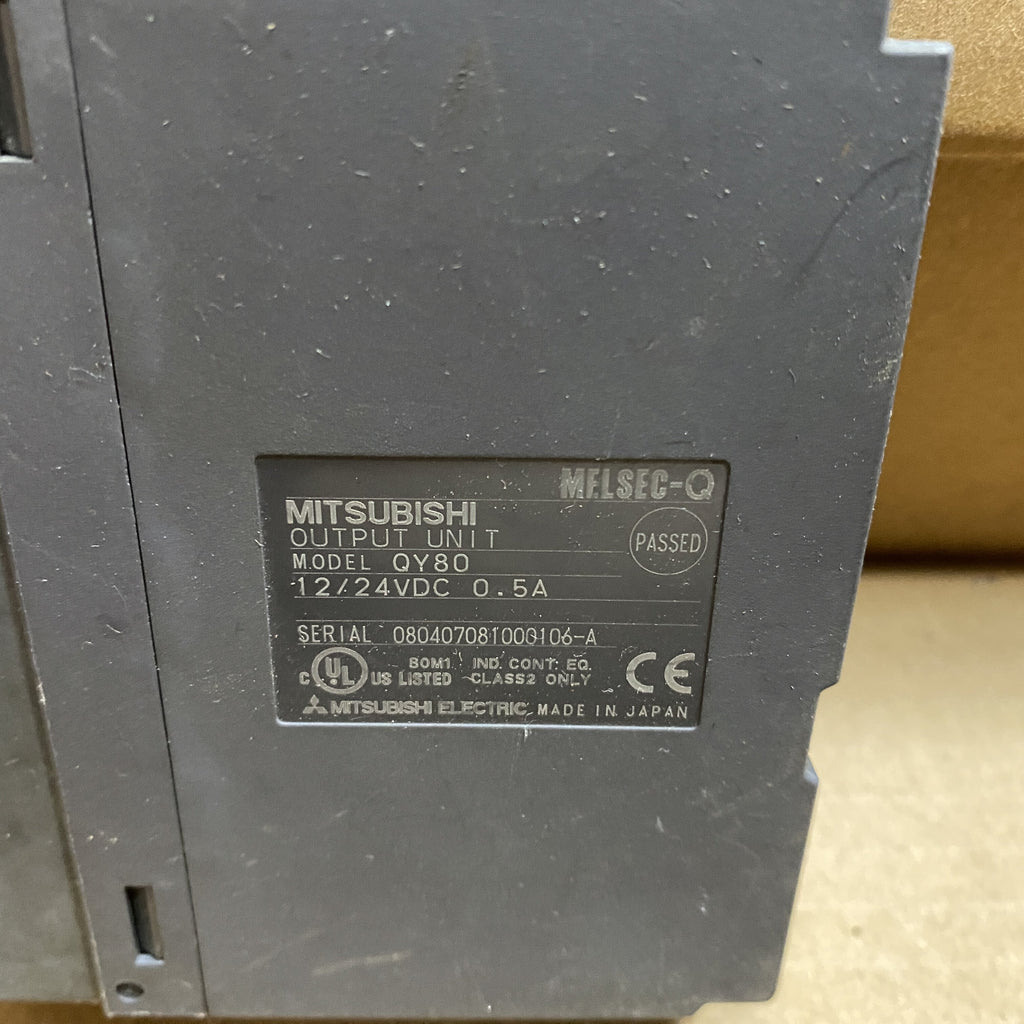 MELSEC-Q
MITSUBISHI
OUTPUT UNIT
PASSED
MODEL QY80
12/24VDC 0.5A
SERIAL 080407081000106-A
C UL US LISTED 80M1 IND. CONT. EQ.
CLASS2 ONLY
CE
MITSUBISHI ELECTRIC MADE IN JAPAN